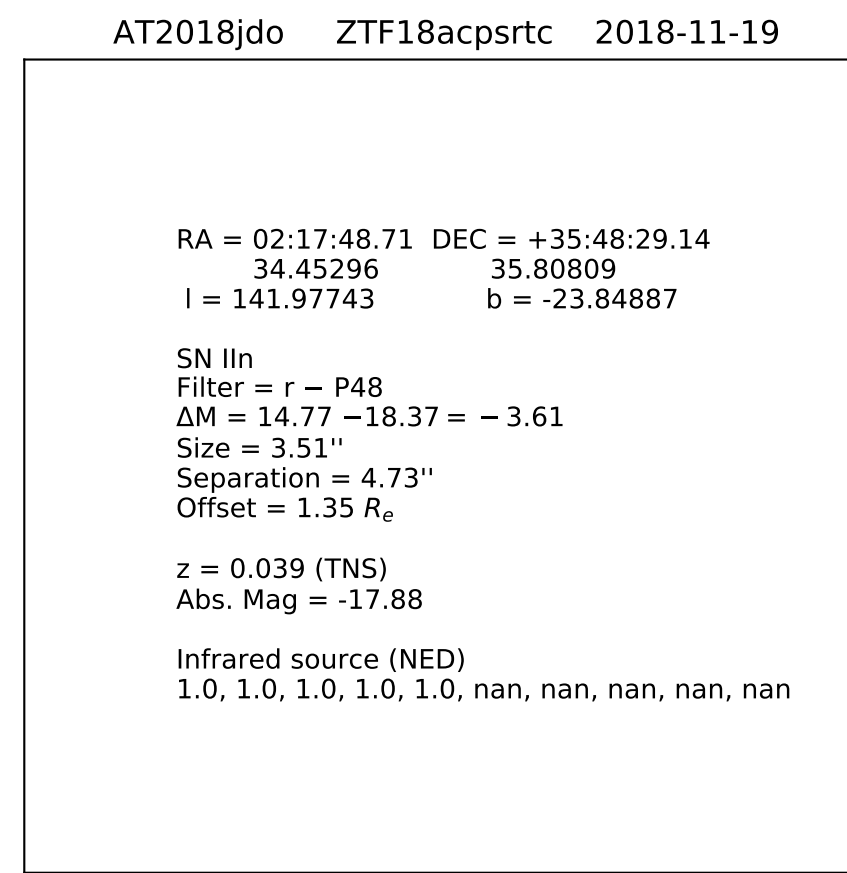 AT2018jdo ZTF18acpsrtc 2018-11-19
RA = 02:17:48.71 DEC = +35:48:29.14
34.45296 35.80809
l = 141.97743 b = -23.84887
SN IIn
Filter = r − P48
ΔM = 14.77 −18.37 = − 3.61
Size = 3.51''
Separation = 4.73''
Offset = 1.35 Rₑ
z = 0.039 (TNS)
Abs. Mag = -17.88
Infrared source (NED)
1.0, 1.0, 1.0, 1.0, 1.0, nan, nan, nan, nan, nan